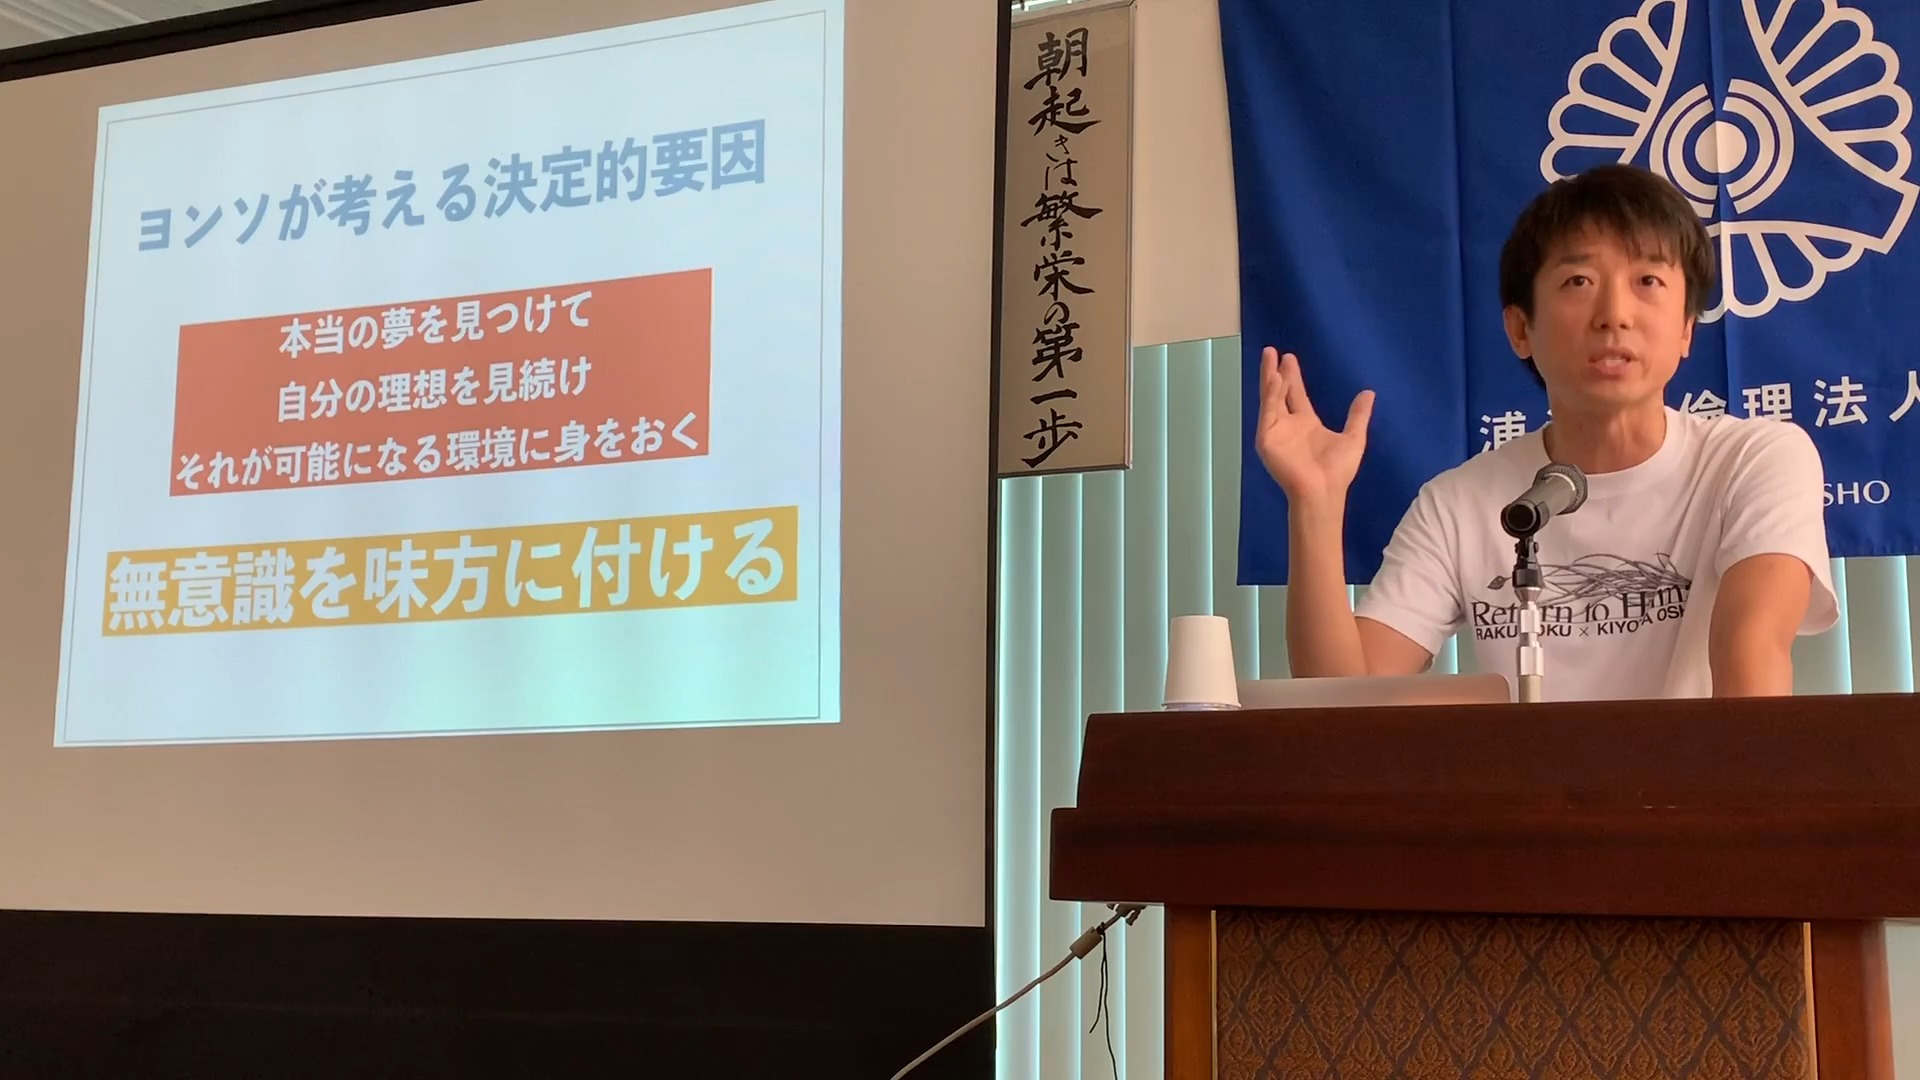 ヨンソが考える決定的要因
本当の夢を見つけて
自分の理想を見続け
それが可能になる環境に身をおく
無意識を味方に付ける
朝起きは繁栄の第一歩
倫理法人
SHO
Return to
KIYOTA